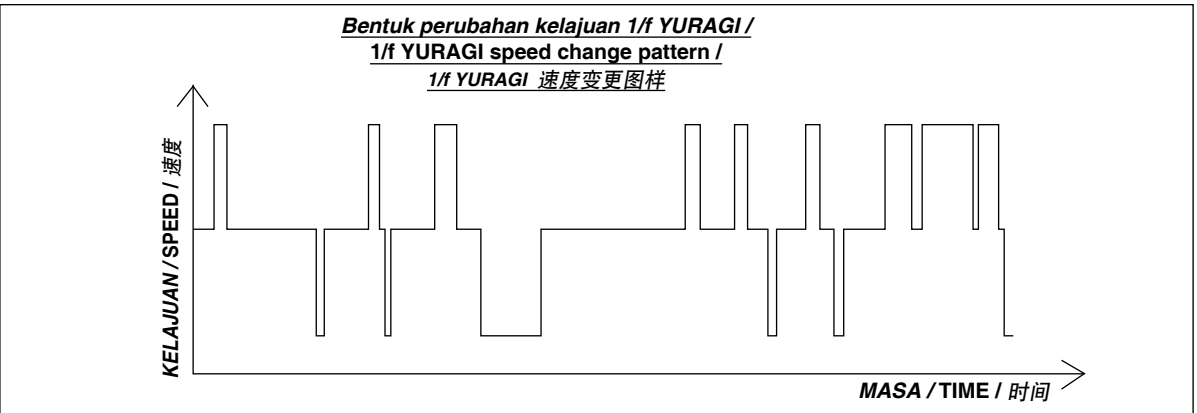 Bentuk perubahan kelajuan 1/f YURAGI /
1/f YURAGI speed change pattern /
1/f YURAGI 速度变更图样
KELAJUAN / SPEED / 速度
MASA / TIME / 时间